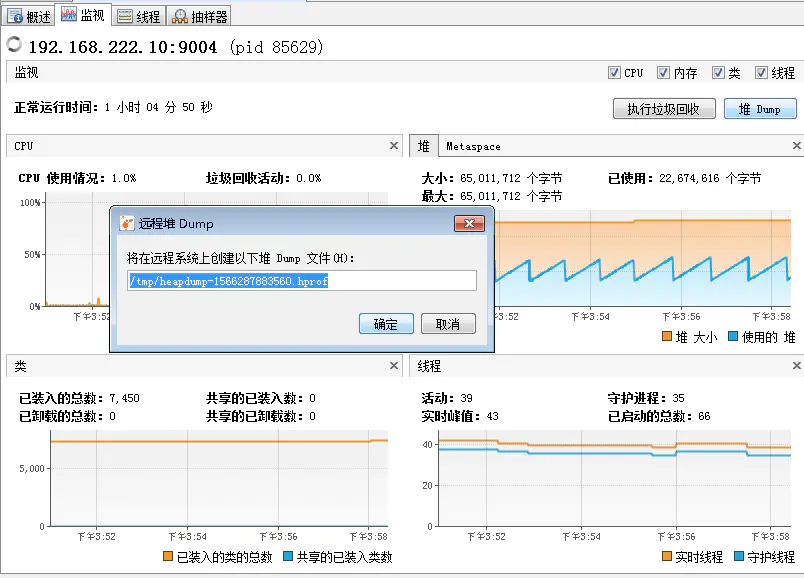 概述 监视 线程 抽样器
192.168.222.10:9004 (pid 85629)
监视 CPU 内存 类 线程
正常运行时间: 1 小时 04 分 50 秒 执行垃圾回收 堆 Dump
CPU
CPU 使用情况: 1.0% 垃圾回收活动: 0.0%
100%
50%
0%
下午3:52
堆 Metaspace
大小: 65,011,712 个字节 已使用: 22,674,616 个字节
最大: 65,011,712 个字节
3:52 下午3:54 下午3:56 下午3:58
堆 大小 使用的 堆
远程堆 Dump
将在远程系统上创建以下堆 Dump 文件(H):
/tmp/heapdump-1566287883560.hprof
确定 取消
类
已装入的总数: 7,450 共享的已装入数: 0
已卸载的总数: 0 共享的已卸载数: 0
5,000
0
下午3:52 下午3:54 下午3:56 下午3:58
已装入的类的总数 共享的已装入类数
线程
活动: 39 守护进程: 35
实时峰值: 43 已启动的总数: 66
40
20
0
下午3:52 下午3:54 下午3:56 下午3:58
实时线程 守护线程